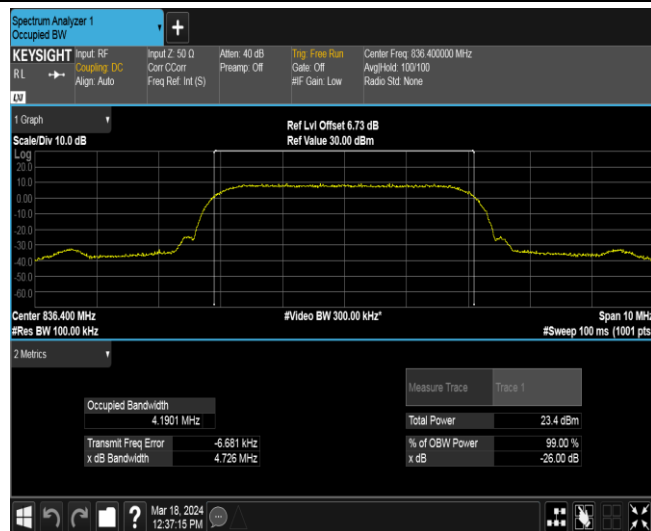 Spectrum Analyzer 1
Occupied BW
+
KEYSIGHT Input: RF Input Z: 50 Ω Atten: 40 dB Trig: Free Run Center Freq: 836.400000 MHz
RL Coupling: DC Corr CCorr Preamp: Off Gate: Off Avg|Hold: 100/100
Align: Auto Freq Ref: Int (S) #IF Gain: Low Radio Std: None
LXI
1 Graph
Ref Lvl Offset 6.73 dB
Scale/Div 10.0 dB Ref Value 30.00 dBm
Log
20.0
10.0
0.00
-10.0
-20.0
-30.0
-40.0
-50.0
-60.0
Center 836.400 MHz #Video BW 300.00 kHz* Span 10 MHz
#Res BW 100.00 kHz #Sweep 100 ms (1001 pts
2 Metrics
Measure Trace Trace 1
Occupied Bandwidth
4.1901 MHz Total Power 23.4 dBm
Transmit Freq Error -6.681 kHz % of OBW Power 99.00 %
x dB Bandwidth 4.726 MHz x dB -26.00 dB
? Mar 18, 2024
12:37:15 PM